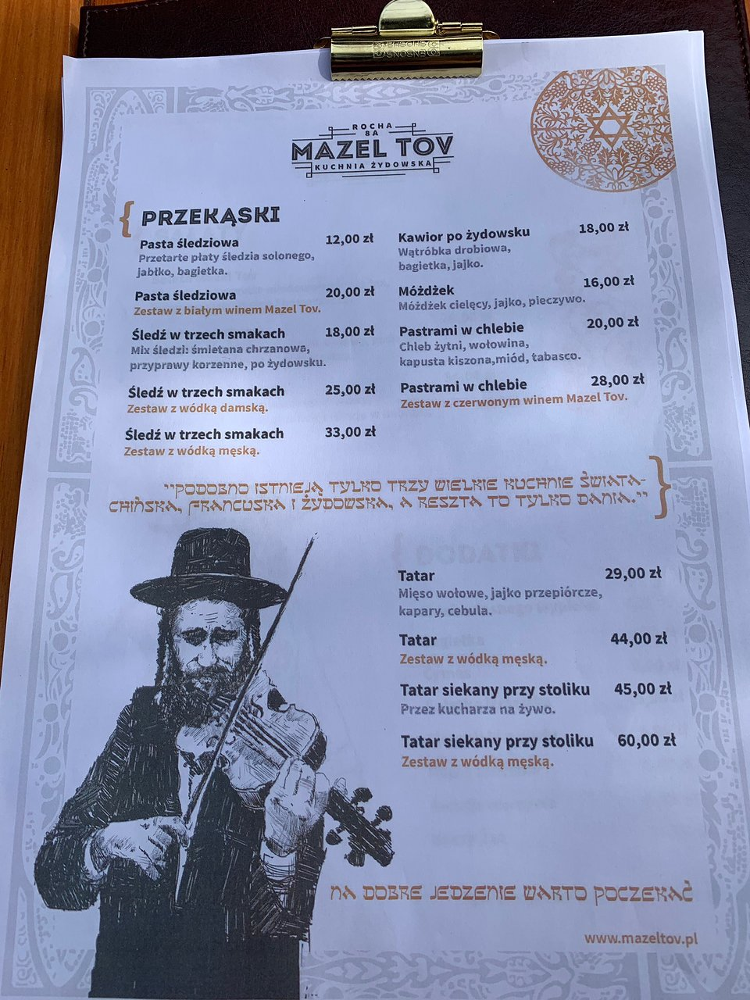 ROCHA
8A
MAZEL TOV
KUCHNIA ŻYDOWSKA
PRZEKĄSKI
Pasta śledziowa 12,00 zł
Przetarte płaty śledzia solonego,
jabłko, bagietka.
Pasta śledziowa 20,00 zł
Zestaw z białym winem Mazel Tov.
Śledź w trzech smakach 18,00 zł
Mix śledzi: śmietana chrzanowa,
przyprawy korzenne, po żydowsku.
Śledź w trzech smakach 25,00 zł
Zestaw z wódką damską.
Śledź w trzech smakach 33,00 zł
Zestaw z wódką męską.
Kawior po żydowsku 18,00 zł
Wątróbka drobiowa,
bagietka, jajko.
Móżdżek 16,00 zł
Móżdżek cielęcy, jajko, pieczywo.
Pastrami w chlebie 20,00 zł
Chleb żytni, wołowina,
kapusta kiszona,miód, tabasco.
Pastrami w chlebie 28,00 zł
Zestaw z czerwonym winem Mazel Tov.
"PODOBNO ISTNIEJĄ TYLKO TRZY WIELKIE KUCHNIE ŚWIATA-
CHIŃSKA, FRANCUSKA I ŻYDOWSKA, A RESZTA TO TYLKO DANIA."
Tatar 29,00 zł
Mięso wołowe, jajko przepiórcze,
kapary, cebula.
Tatar 44,00 zł
Zestaw z wódką męską.
Tatar siekany przy stoliku 45,00 zł
Przez kucharza na żywo.
Tatar siekany przy stoliku 60,00 zł
Zestaw z wódką męską.
NA DOBRE JEDZENIE WARTO POCZEKAĆ
www.mazeltov.pl